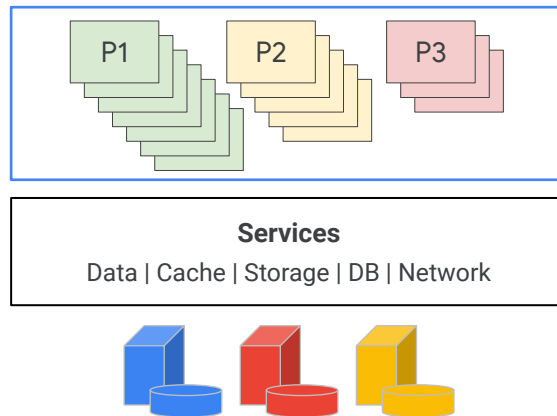 P1 P2 P3
Services
Data | Cache | Storage | DB | Network